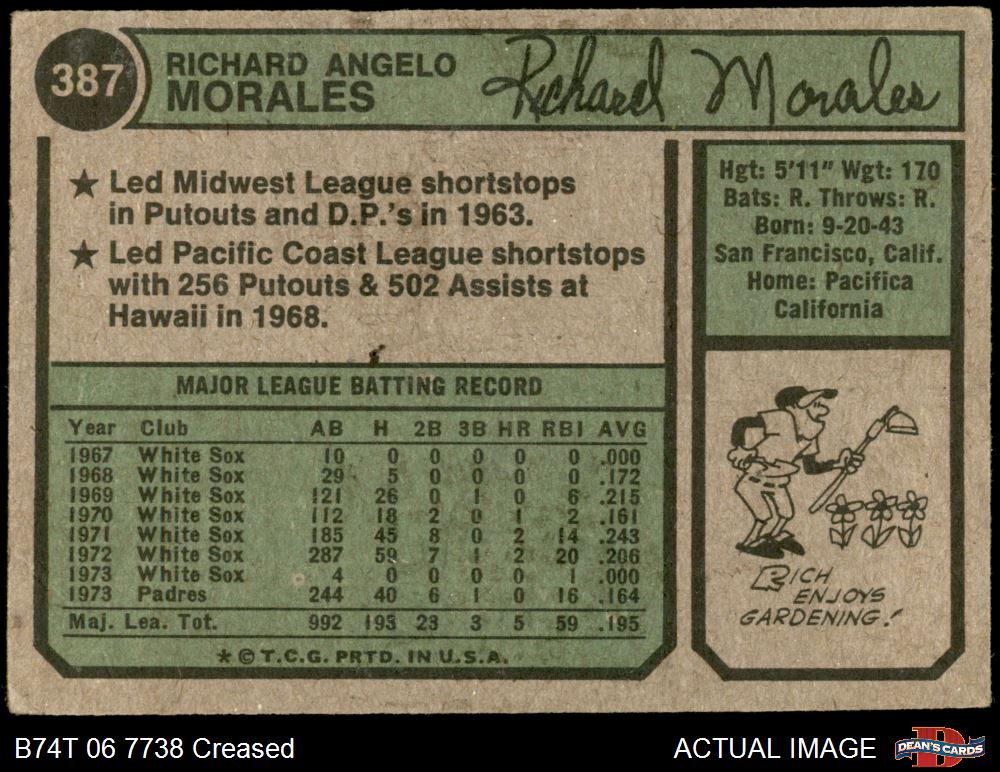 387
RICHARD ANGELO
MORALES
Richard Morales
★ Led Midwest League shortstops
in Putouts and D.P.'s in 1963.
★ Led Pacific Coast League shortstops
with 256 Putouts & 502 Assists at
Hawaii in 1968.
Hgt: 5'11" Wgt: 170
Bats: R. Throws: R.
Born: 9-20-43
San Francisco, Calif.
Home: Pacifica
California
MAJOR LEAGUE BATTING RECORD
Year Club AB H 2B 3B HR RBI AVG
1967 White Sox 10 0 0 0 0 0 .000
1968 White Sox 29 5 0 0 0 0 .172
1969 White Sox 121 26 0 1 0 6 .215
1970 White Sox 112 18 2 0 1 2 .161
1971 White Sox 185 45 8 0 2 14 .243
1972 White Sox 287 59 7 1 2 20 .206
1973 White Sox 4 0 0 0 0 1 .000
1973 Padres 244 40 6 1 0 16 .164
Maj. Lea. Tot. 992 193 23 3 5 59 .195
* © T.C.G. PRTD. IN U.S.A.
RICH
ENJOYS
GARDENING!
B74T 06 7738 Creased
ACTUAL IMAGE
D
DEAN'S CARDS